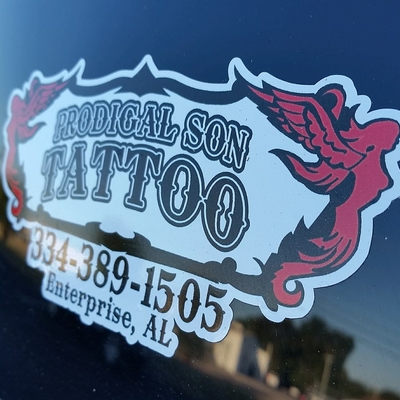 PRODIGAL SON
TATTOO
334-389-1505
Enterprise, AL